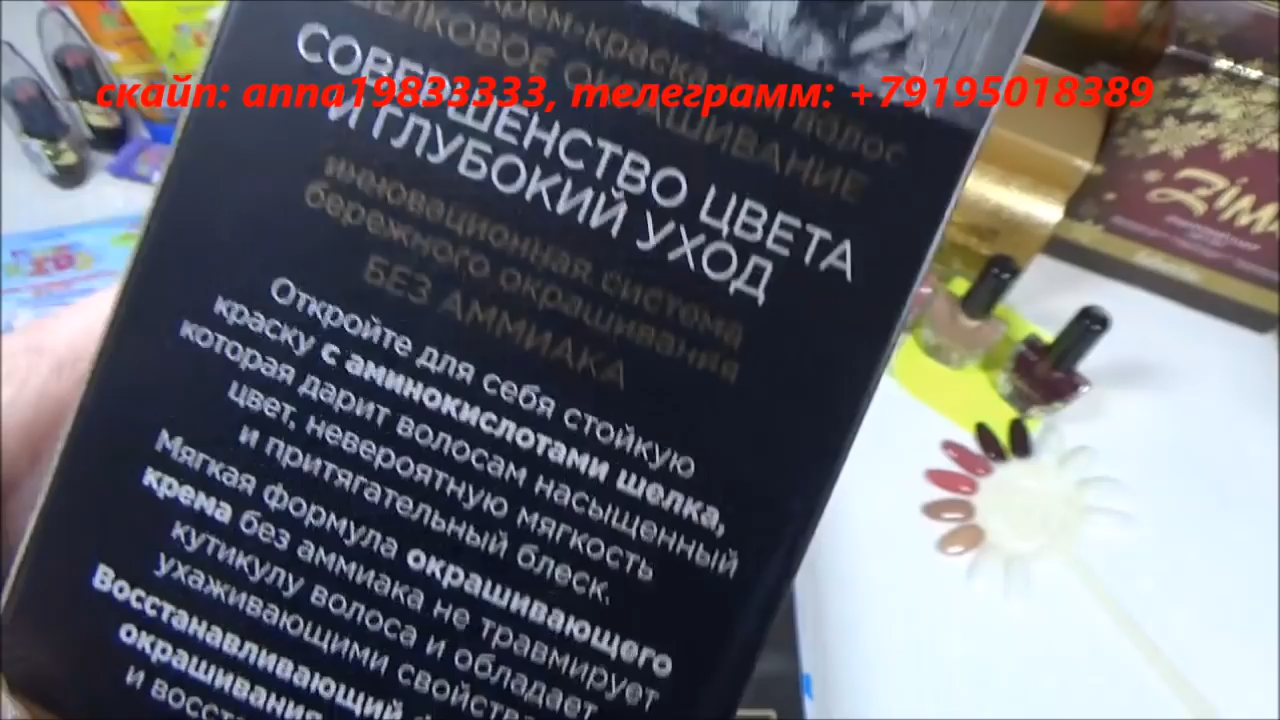 крем-краска для волос
ШЕЛКОВОЕ ОКРАШИВАНИЕ
скайп: anna19833333, телеграмм: +79195018389
СОВЕРШЕНСТВО ЦВЕТА
И ГЛУБОКИЙ УХОД
инновационная система
бережного окрашивания
БЕЗ АММИАКА
Откройте для себя стойкую
краску с аминокислотами шелка,
которая дарит волосам насыщенный
цвет, невероятную мягкость
и притягательный блеск.
Мягкая формула окрашивающего
крема без аммиака не травмирует
кутикулу волоса и обладает
ухаживающими
Восстанавливающий